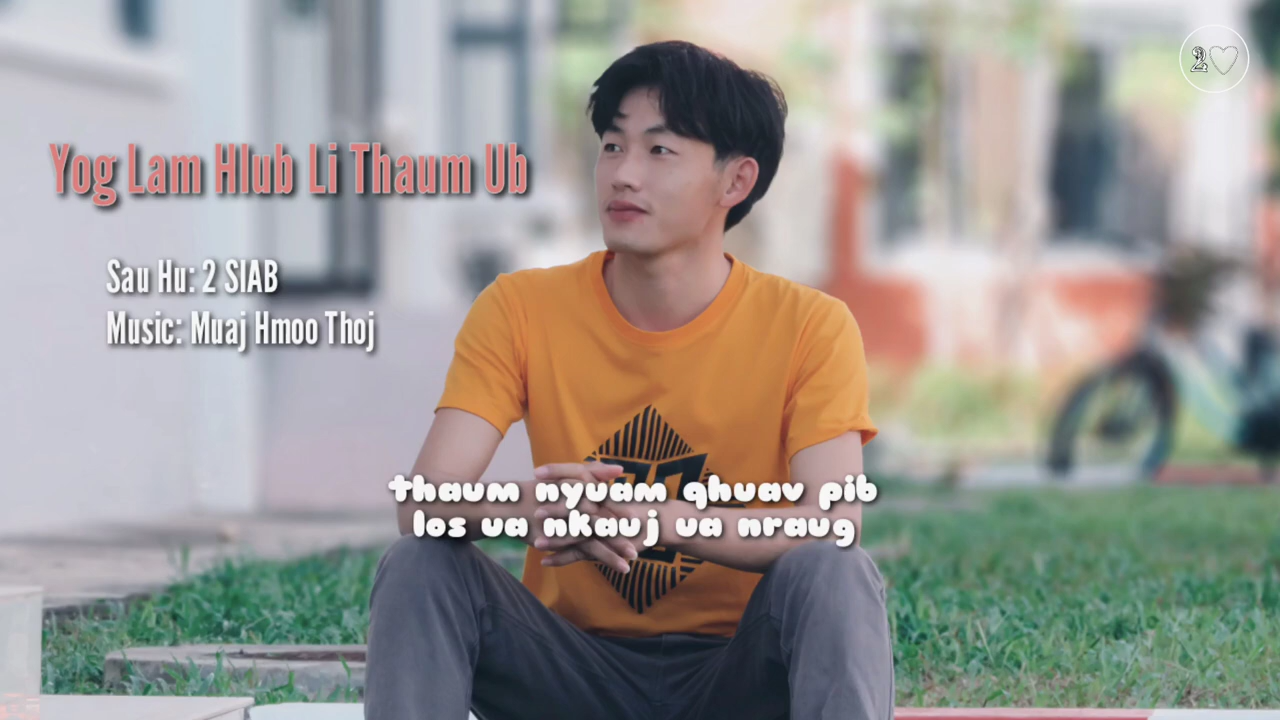 2♡
Yog Lam Hlub Li Thaum Ub
Sau Hu: 2 SIAB
Music: Muaj Hmoo Thoj
thaum nyuam qhuav pib
los ua nkauj ua nraug